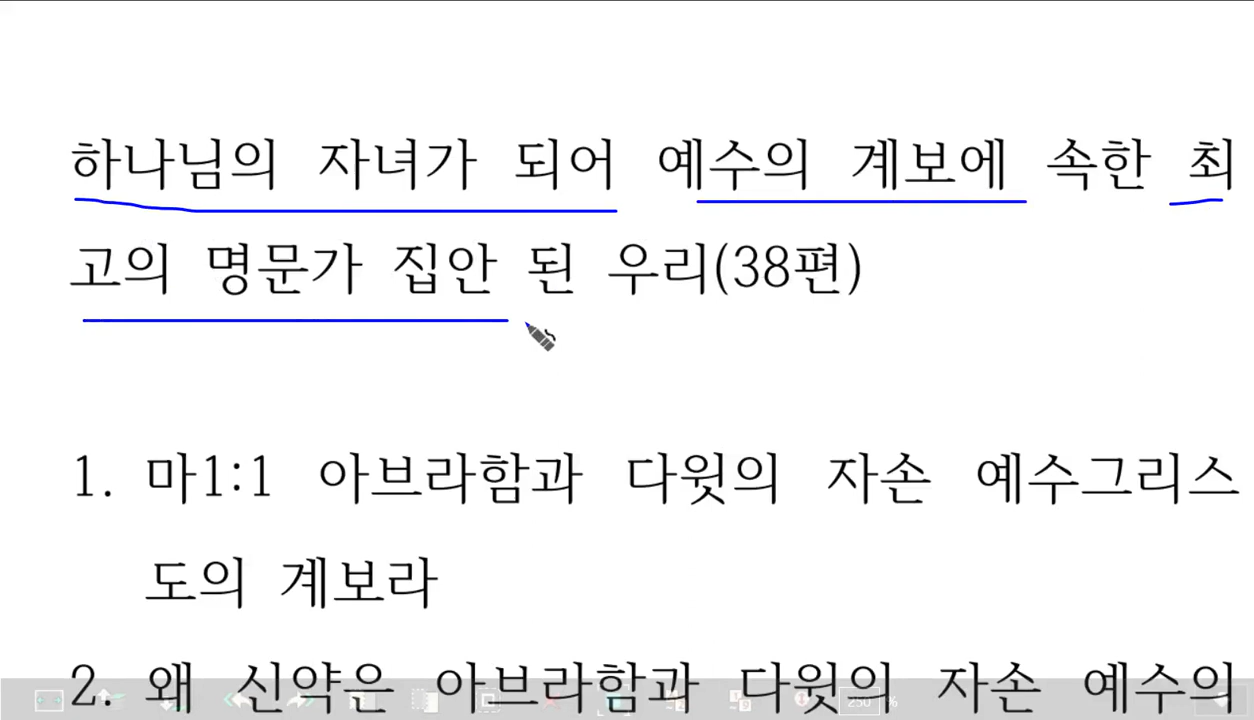 하나님의 자녀가 되어 예수의 계보에 속한 최
고의 명문가 집안 된 우리(38편)
1. 마1:1 아브라함과 다윗의 자손 예수그리스
도의 계보라
2. 왜 신약은 아브라함과 다윗의 자손 예수의
250 %